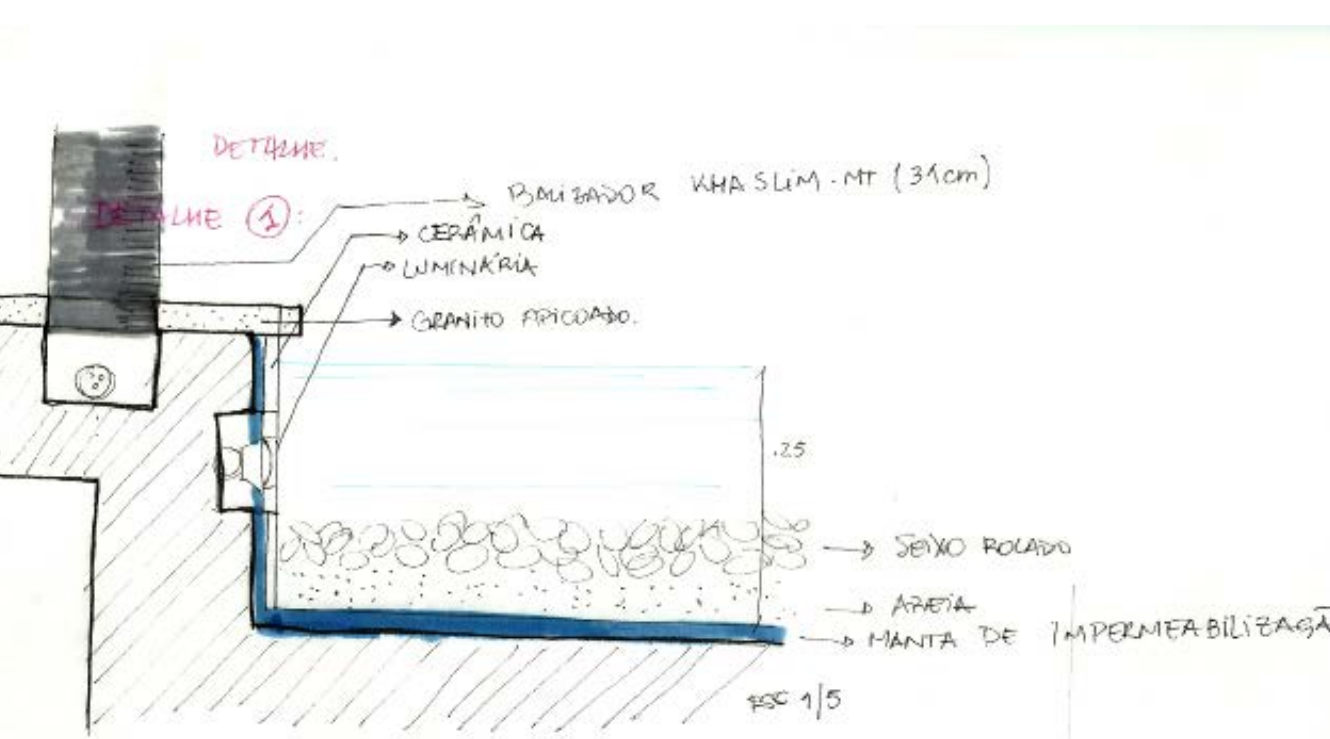 DETALHE.
DETALHE 1:
BALIZADOR KHA SLIM-MT (31cm)
CERÂMICA
LUMINÁRIA
GRANITO APICOADO.
.25
SEIXO ROLADO
AREIA
MANTA DE IMPERMEABILIZAÇÃ
ESC 1/5